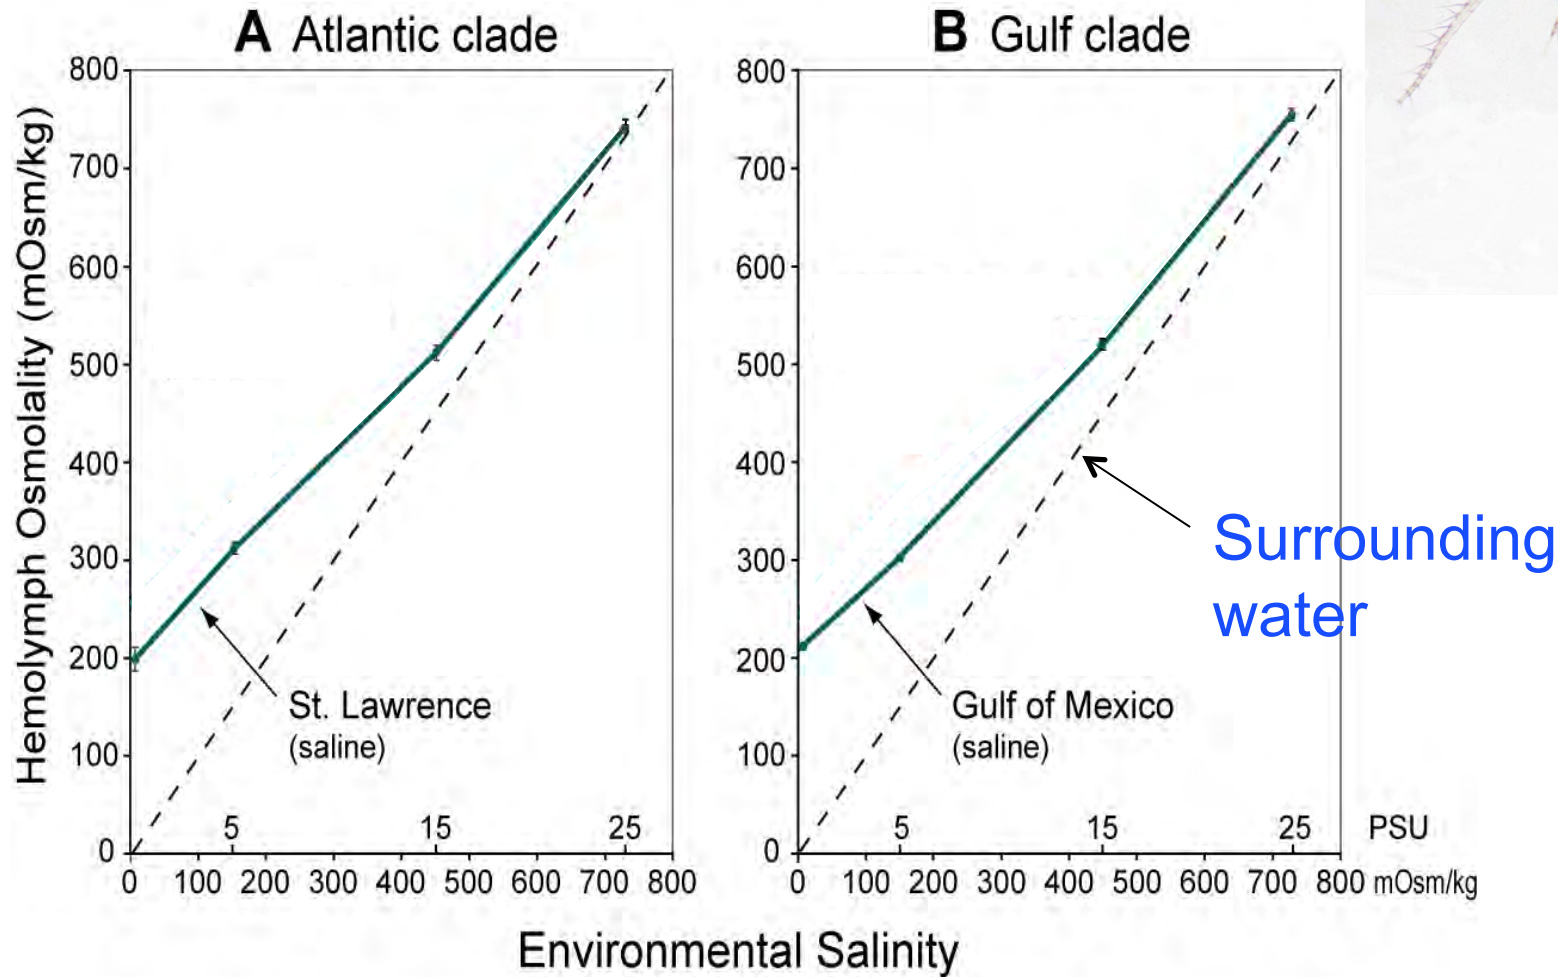 A Atlantic clade
B Gulf clade
Hemolymph Osmolality (mOsm/kg)
800
700
600
500
400
300
200
100
0
St. Lawrence
(saline)
5 15 25
0 100 200 300 400 500 600 700 800
800
700
600
500
400
300
200
100
0
Surrounding
water
Gulf of Mexico
(saline)
5 15 25 PSU
0 100 200 300 400 500 600 700 800 mOsm/kg
Environmental Salinity